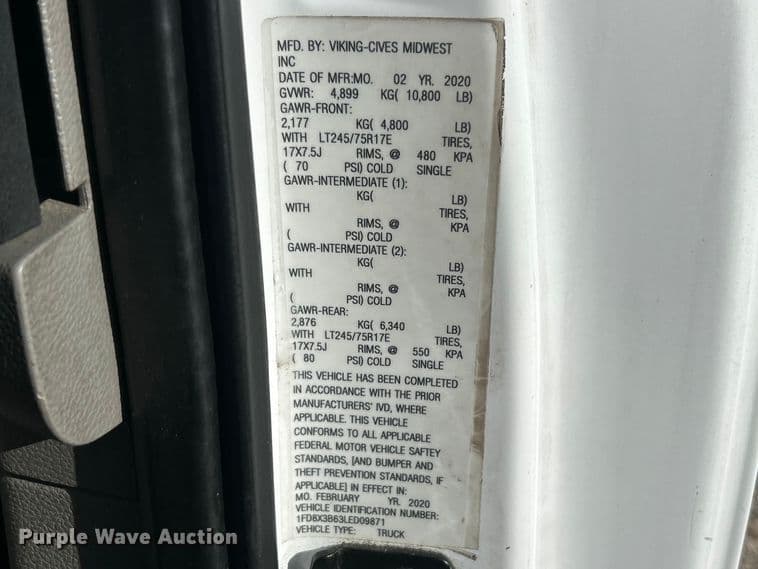 MFD. BY: VIKING-CIVES MIDWEST
INC
DATE OF MFR:MO. 02 YR. 2020
GVWR: 4,899 KG( 10,800 LB)
GAWR-FRONT:
2,177 KG( 4,800 LB)
WITH LT245/75R17E TIRES,
17X7.5J RIMS, @ 480 KPA
( 70 PSI) COLD SINGLE
GAWR-INTERMEDIATE (1):
KG( LB)
WITH TIRES,
RIMS, @ KPA
( PSI) COLD
GAWR-INTERMEDIATE (2):
KG( LB)
WITH TIRES,
RIMS, @ KPA
( PSI) COLD
GAWR-REAR:
2,876 KG( 6,340 LB)
WITH LT245/75R17E TIRES,
17X7.5J RIMS, @ 550 KPA
( 80 PSI) COLD SINGLE
THIS VEHICLE HAS BEEN COMPLETED
IN ACCORDANCE WITH THE PRIOR
MANUFACTURERS' IVD, WHERE
APPLICABLE. THIS VEHICLE
CONFORMS TO ALL APPLICABLE
FEDERAL MOTOR VEHICLE SAFTEY
STANDARDS, [AND BUMPER AND
THEFT PREVENTION STANDARDS, IF
APPLICABLE] IN EFFECT IN:
MO. FEBRUARY YR. 2020
VEHICLE IDENTIFICATION NUMBER:
1FD8X3B63LED09871
VEHICLE TYPE: TRUCK
Purple Wave Auction